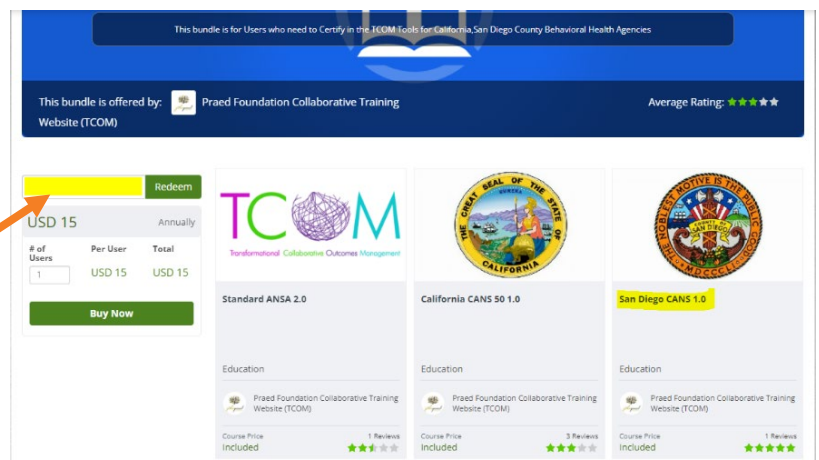 This bundle is for Users who need to Certify in the TCOM Tools for California,San Diego County Behavioral Health Agencies
This bundle is offered by: Praed Foundation Collaborative Training
Website (TCOM)
Average Rating:
Redeem
USD 15 Annually
# of Users Per User Total
1 USD 15 USD 15
Buy Now
TCOM
Transformational Collaborative Outcomes Management
Standard ANSA 2.0
Education
Praed Foundation Collaborative Training
Website (TCOM)
Course Price 1 Reviews
Included
SEAL OF THE STATE OF CALIFORNIA
EUREKA
California CANS 50 1.0
Education
Praed Foundation Collaborative Training
Website (TCOM)
Course Price 3 Reviews
Included
THE NOBLEST MOTIVE IS THE PUBLIC GOOD
SAN DIEGO
MDCCCL
San Diego CANS 1.0
Education
Praed Foundation Collaborative Training
Website (TCOM)
Course Price 1 Reviews
Included